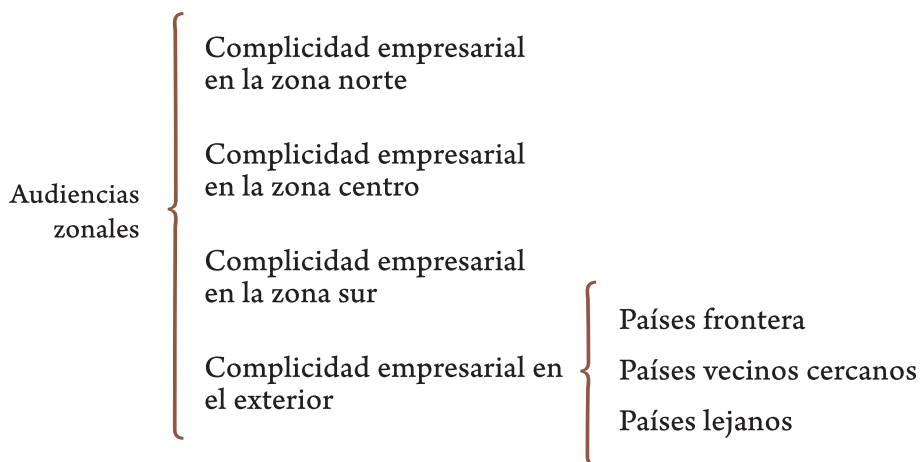 Audiencias
zonales
Complicidad empresarial
en la zona norte
Complicidad empresarial
en la zona centro
Complicidad empresarial
en la zona sur
Complicidad empresarial en
el exterior
Países frontera
Países vecinos cercanos
Países lejanos